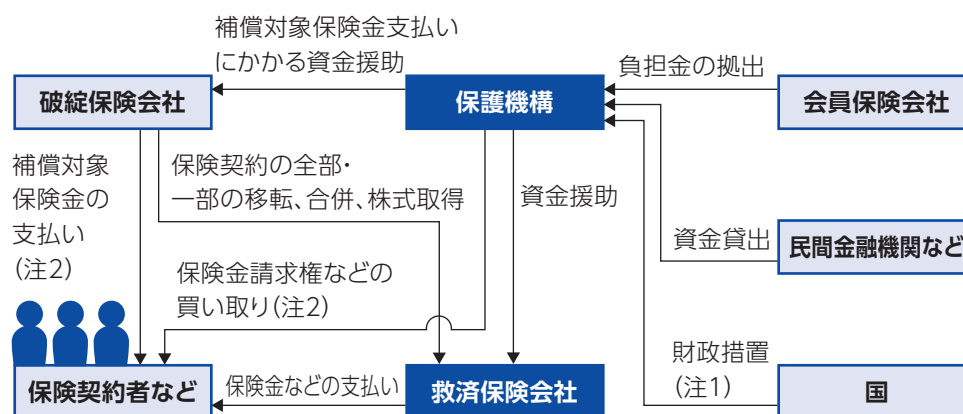 補償対象保険金支払い
にかかる資金援助
負担金の拠出
破綻保険会社
保護機構
会員保険会社
補償対象
保険金の
支払い
(注2)
保険契約の全部・
一部の移転、合併、株式取得
資金援助
資金貸出
民間金融機関など
保険金請求権などの
買い取り(注2)
財政措置
(注1)
保険契約者など
保険金などの支払い
救済保険会社
国